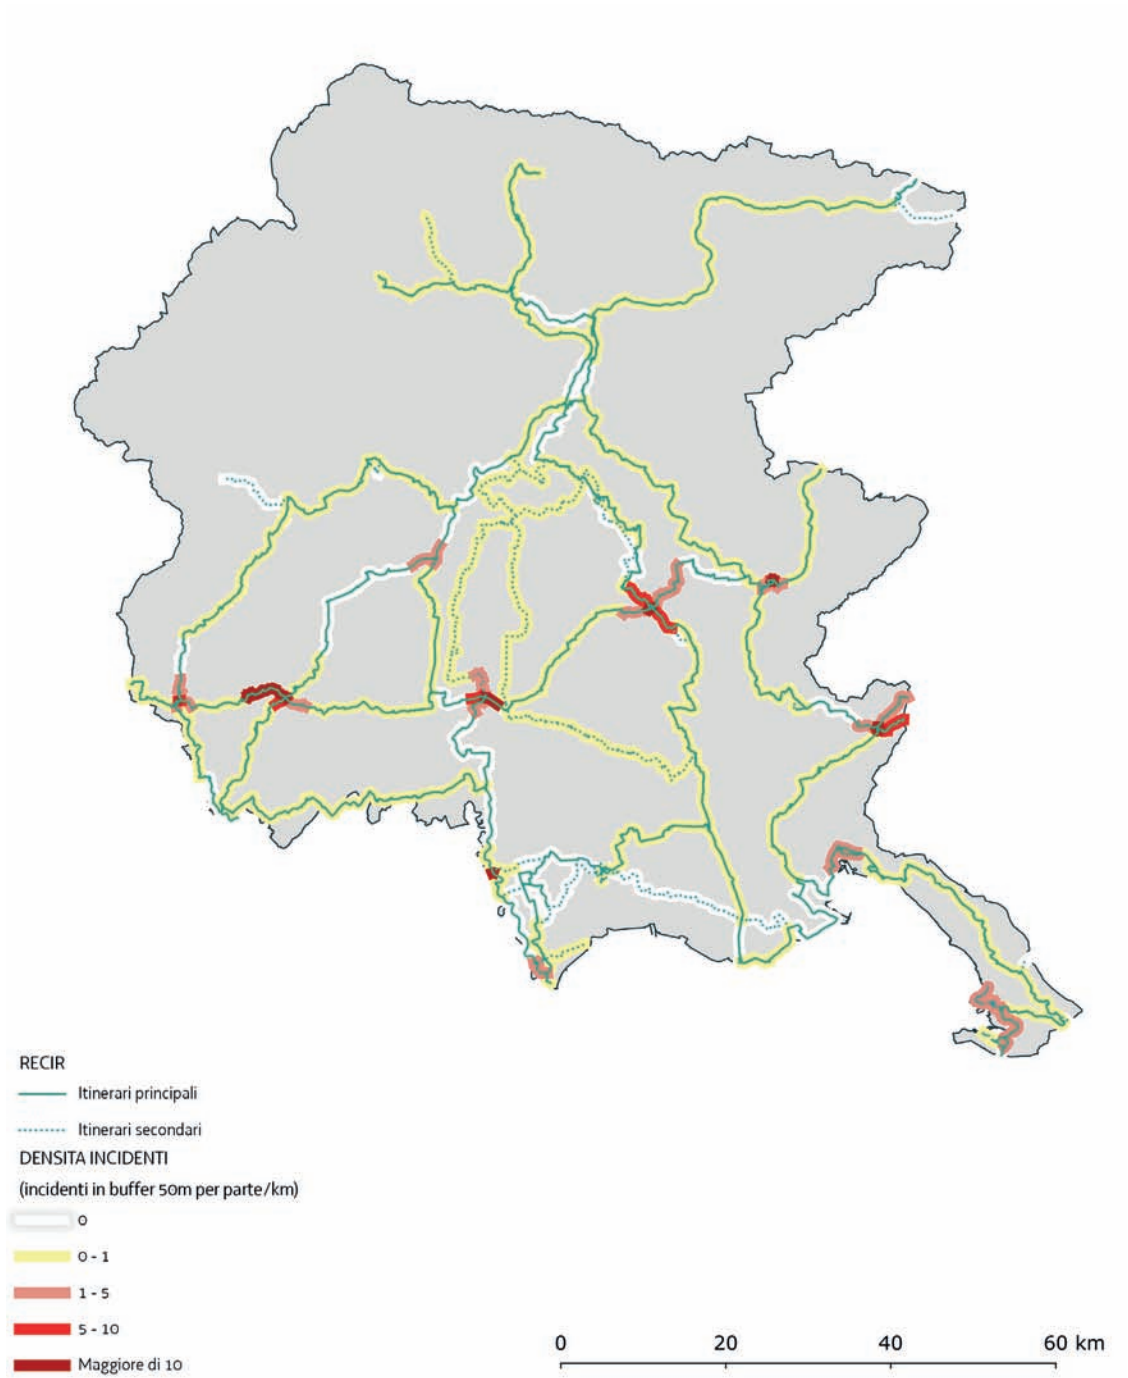 RECIR
Itinerari principali
Itinerari secondari
DENSITA INCIDENTI
(incidenti in buffer 50m per parte/km)
0
0 - 1
1 - 5
5 - 10
Maggiore di 10
0 20 40 60 km